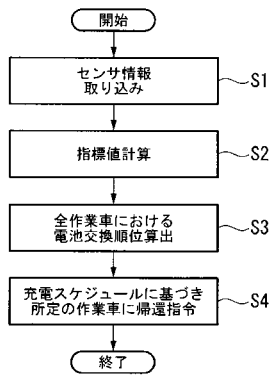 開始
センサ情報
取り込み
S1
指標値計算
S2
全作業車における
電池交換順位算出
S3
充電スケジュールに基づき
所定の作業車に帰還指令
S4
終了